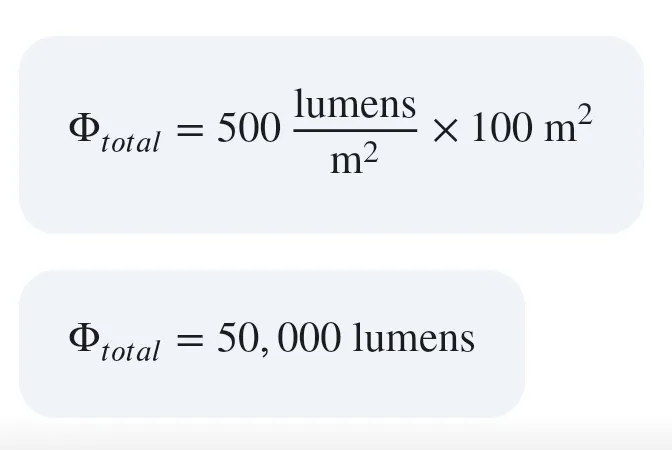 Φ_total = 500 lumens/m² × 100 m²
Φ_total = 50,000 lumens